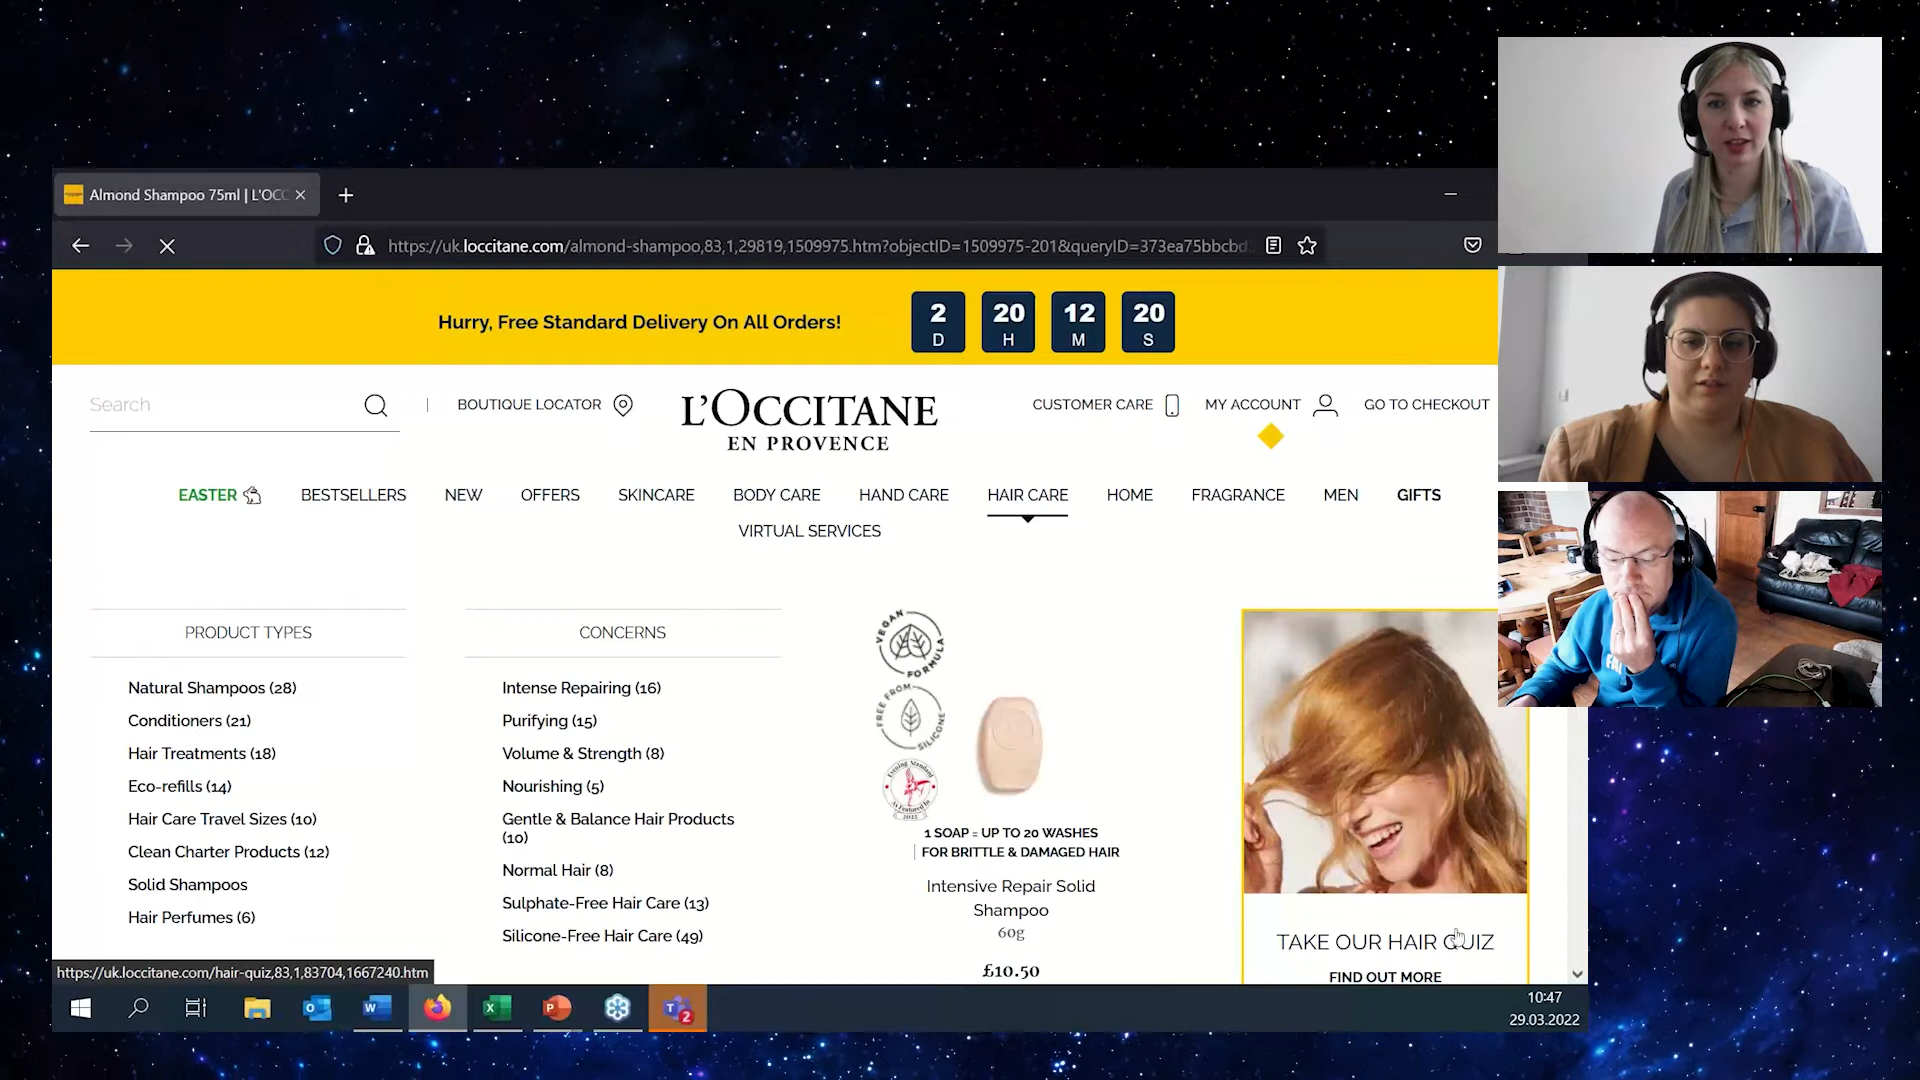 Almond Shampoo 75ml | L'OCC
https://uk.loccitane.com/almond-shampoo,83,1,29819,1509975.htm?objectID=1509975-201&queryID=373ea75bbcbd
Hurry, Free Standard Delivery On All Orders!
2 20 12 20
D H M S
Search
BOUTIQUE LOCATOR
L'OCCITANE
EN PROVENCE
CUSTOMER CARE
MY ACCOUNT
GO TO CHECKOUT
EASTER BESTSELLERS NEW OFFERS SKINCARE BODY CARE HAND CARE HAIR CARE HOME FRAGRANCE MEN GIFTS
VIRTUAL SERVICES
PRODUCT TYPES
Natural Shampoos (28)
Conditioners (21)
Hair Treatments (18)
Eco-refills (14)
Hair Care Travel Sizes (10)
Clean Charter Products (12)
Solid Shampoos
Hair Perfumes (6)
CONCERNS
Intense Repairing (16)
Purifying (15)
Volume & Strength (8)
Nourishing (5)
Gentle & Balance Hair Products
(10)
Normal Hair (8)
Sulphate-Free Hair Care (13)
Silicone-Free Hair Care (49)
VEGAN FORMULA
FREE FROM SILICONE
Evening Standard
As Featured In
1 SOAP = UP TO 20 WASHES
FOR BRITTLE & DAMAGED HAIR
Intensive Repair Solid
Shampoo
60g
£10.50
TAKE OUR HAIR QUIZ
FIND OUT MORE
https://uk.loccitane.com/hair-quiz,83,1,83704,1667240.htm
10:47
29.03.2022